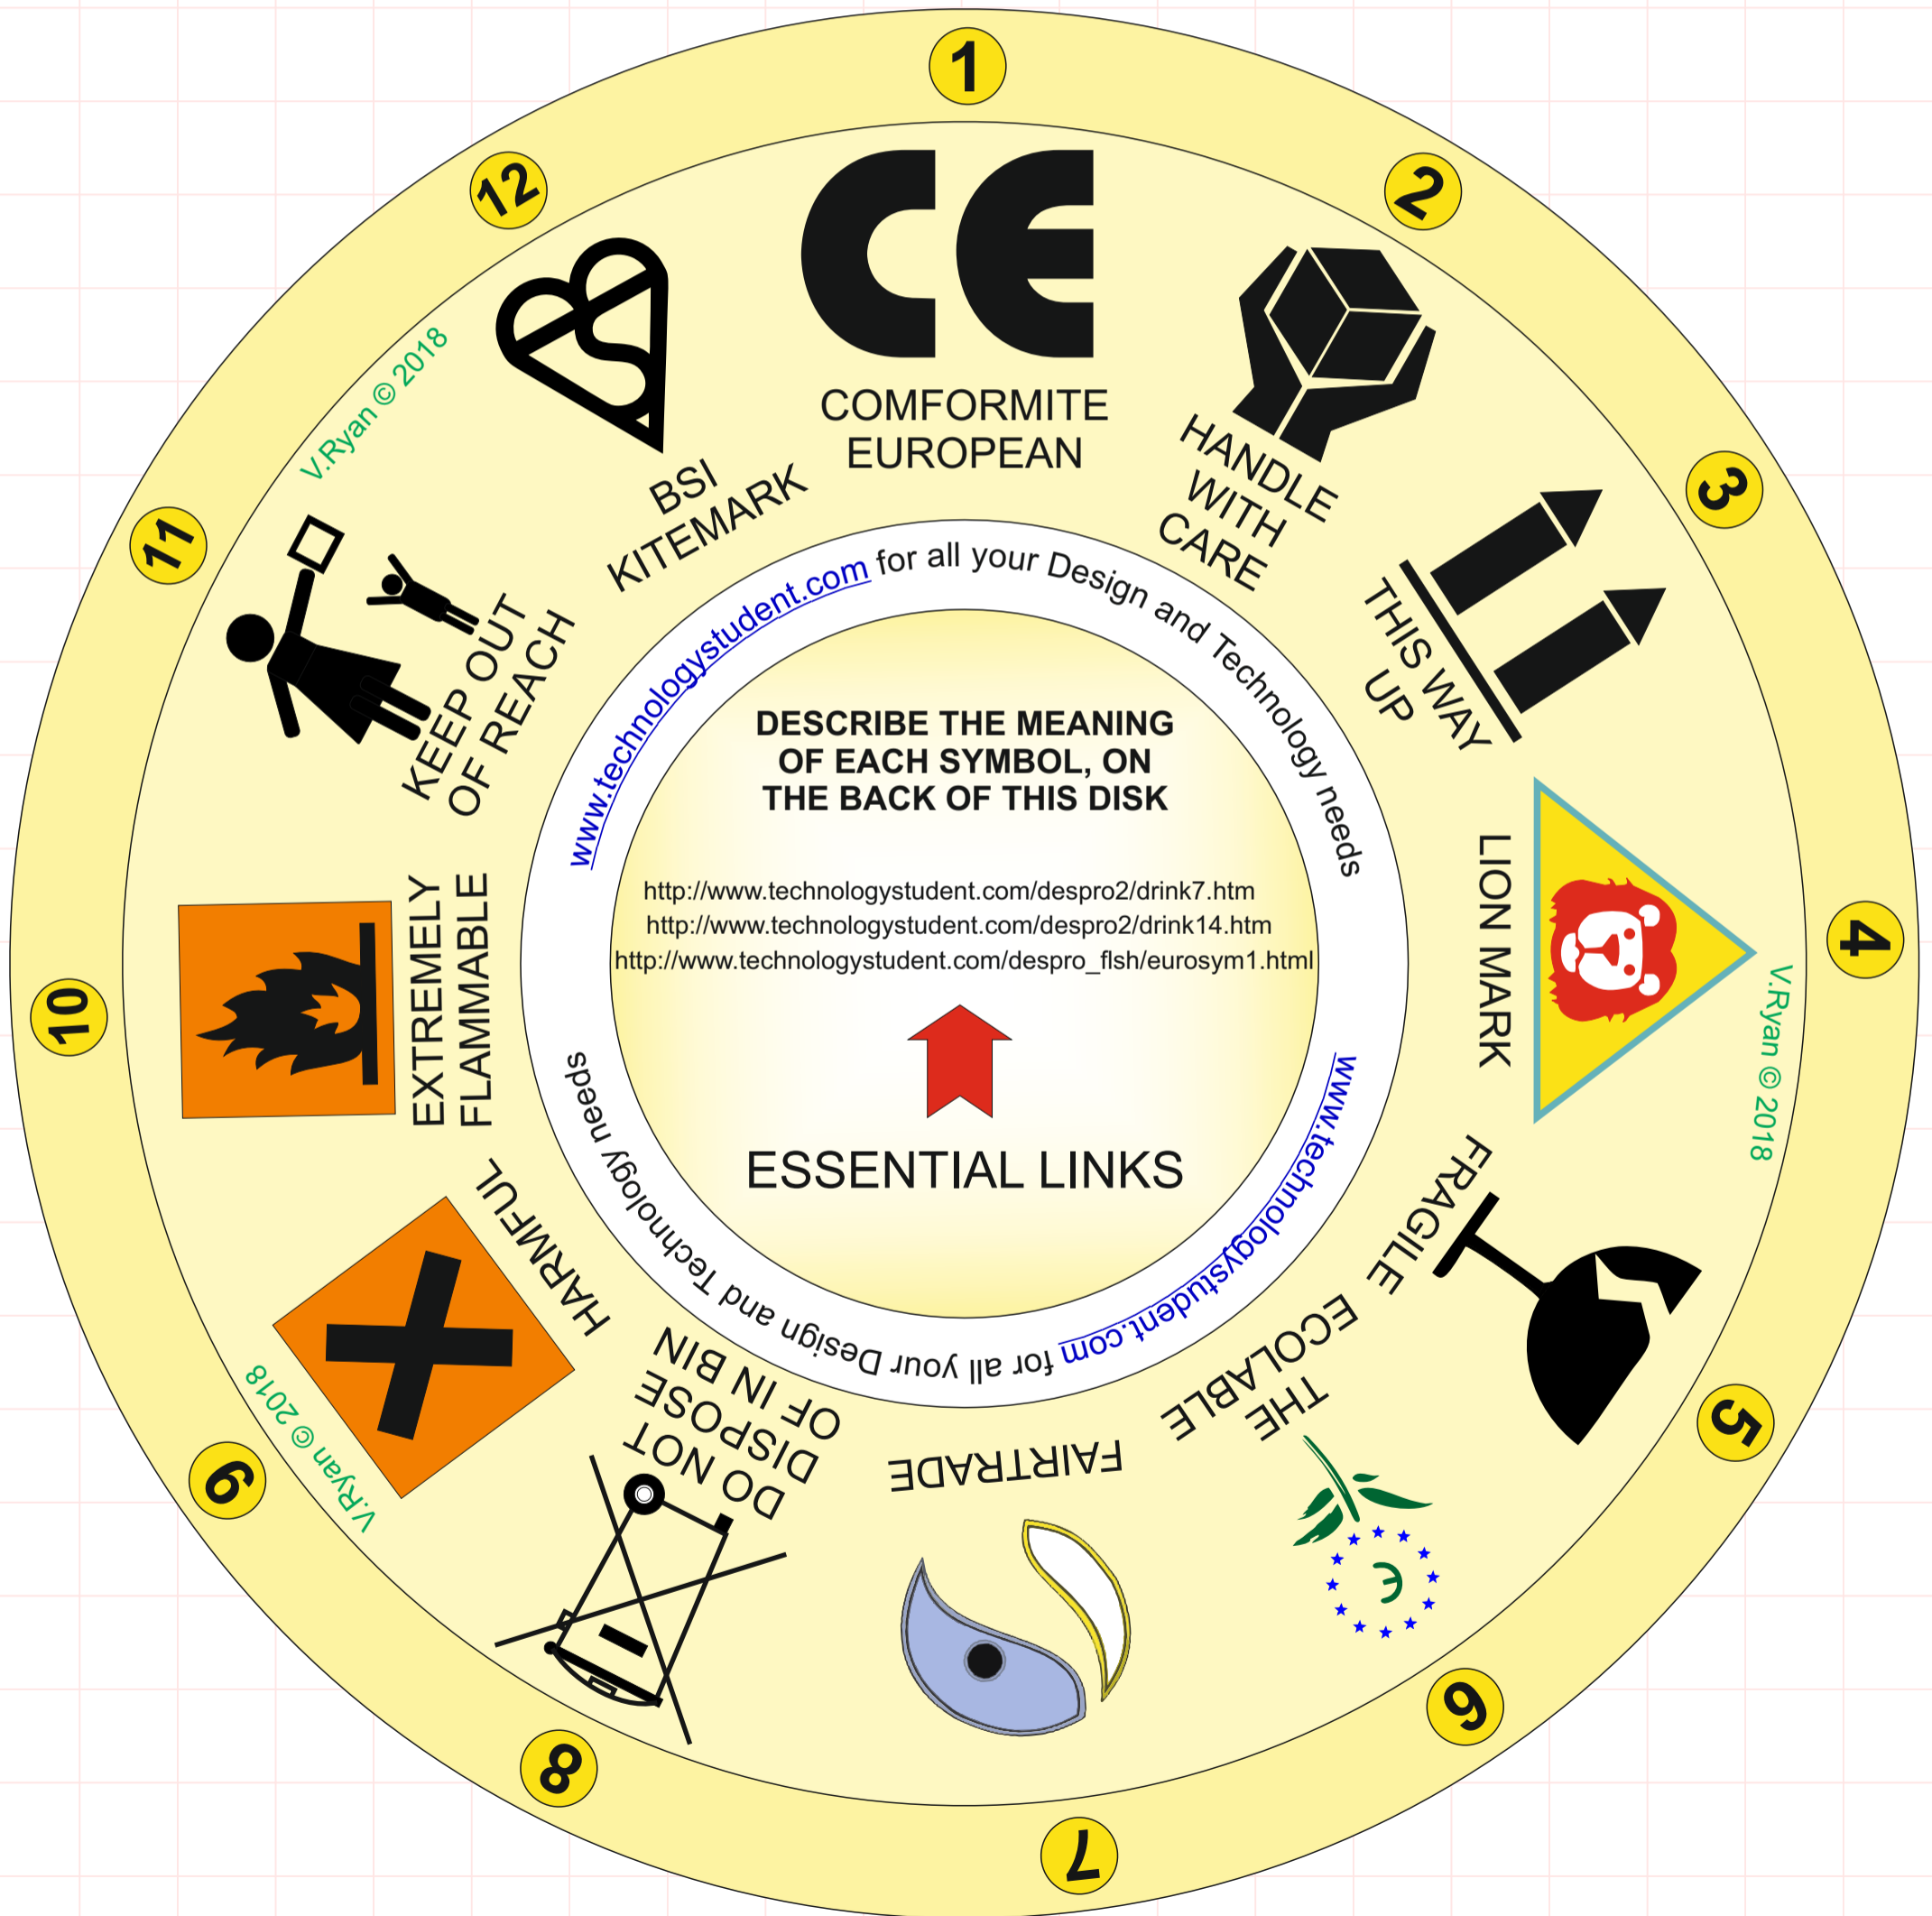 1
CE
COMFORMITE
EUROPEAN
2
HANDLE
WITH
CARE
3
THIS WAY
UP
4
LION MARK
V.Ryan © 2018
5
FRAGILE
6
THE
ECOLABLE
7
FAIRTRADE
8
DO NOT
DISPOSE
OF IN BIN
9
HARMFUL
V.Ryan © 2018
10
EXTREMELY
FLAMMABLE
11
KEEP OUT
OF REACH
V.Ryan © 2018
12
BSI
KITEMARK
www.technologystudent.com for all your Design and Technology needs
www.technologystudent.com for all your Design and Technology needs
DESCRIBE THE MEANING
OF EACH SYMBOL, ON
THE BACK OF THIS DISK
http://www.technologystudent.com/despro2/drink7.htm
http://www.technologystudent.com/despro2/drink14.htm
http://www.technologystudent.com/despro_flsh/eurosym1.html
ESSENTIAL LINKS